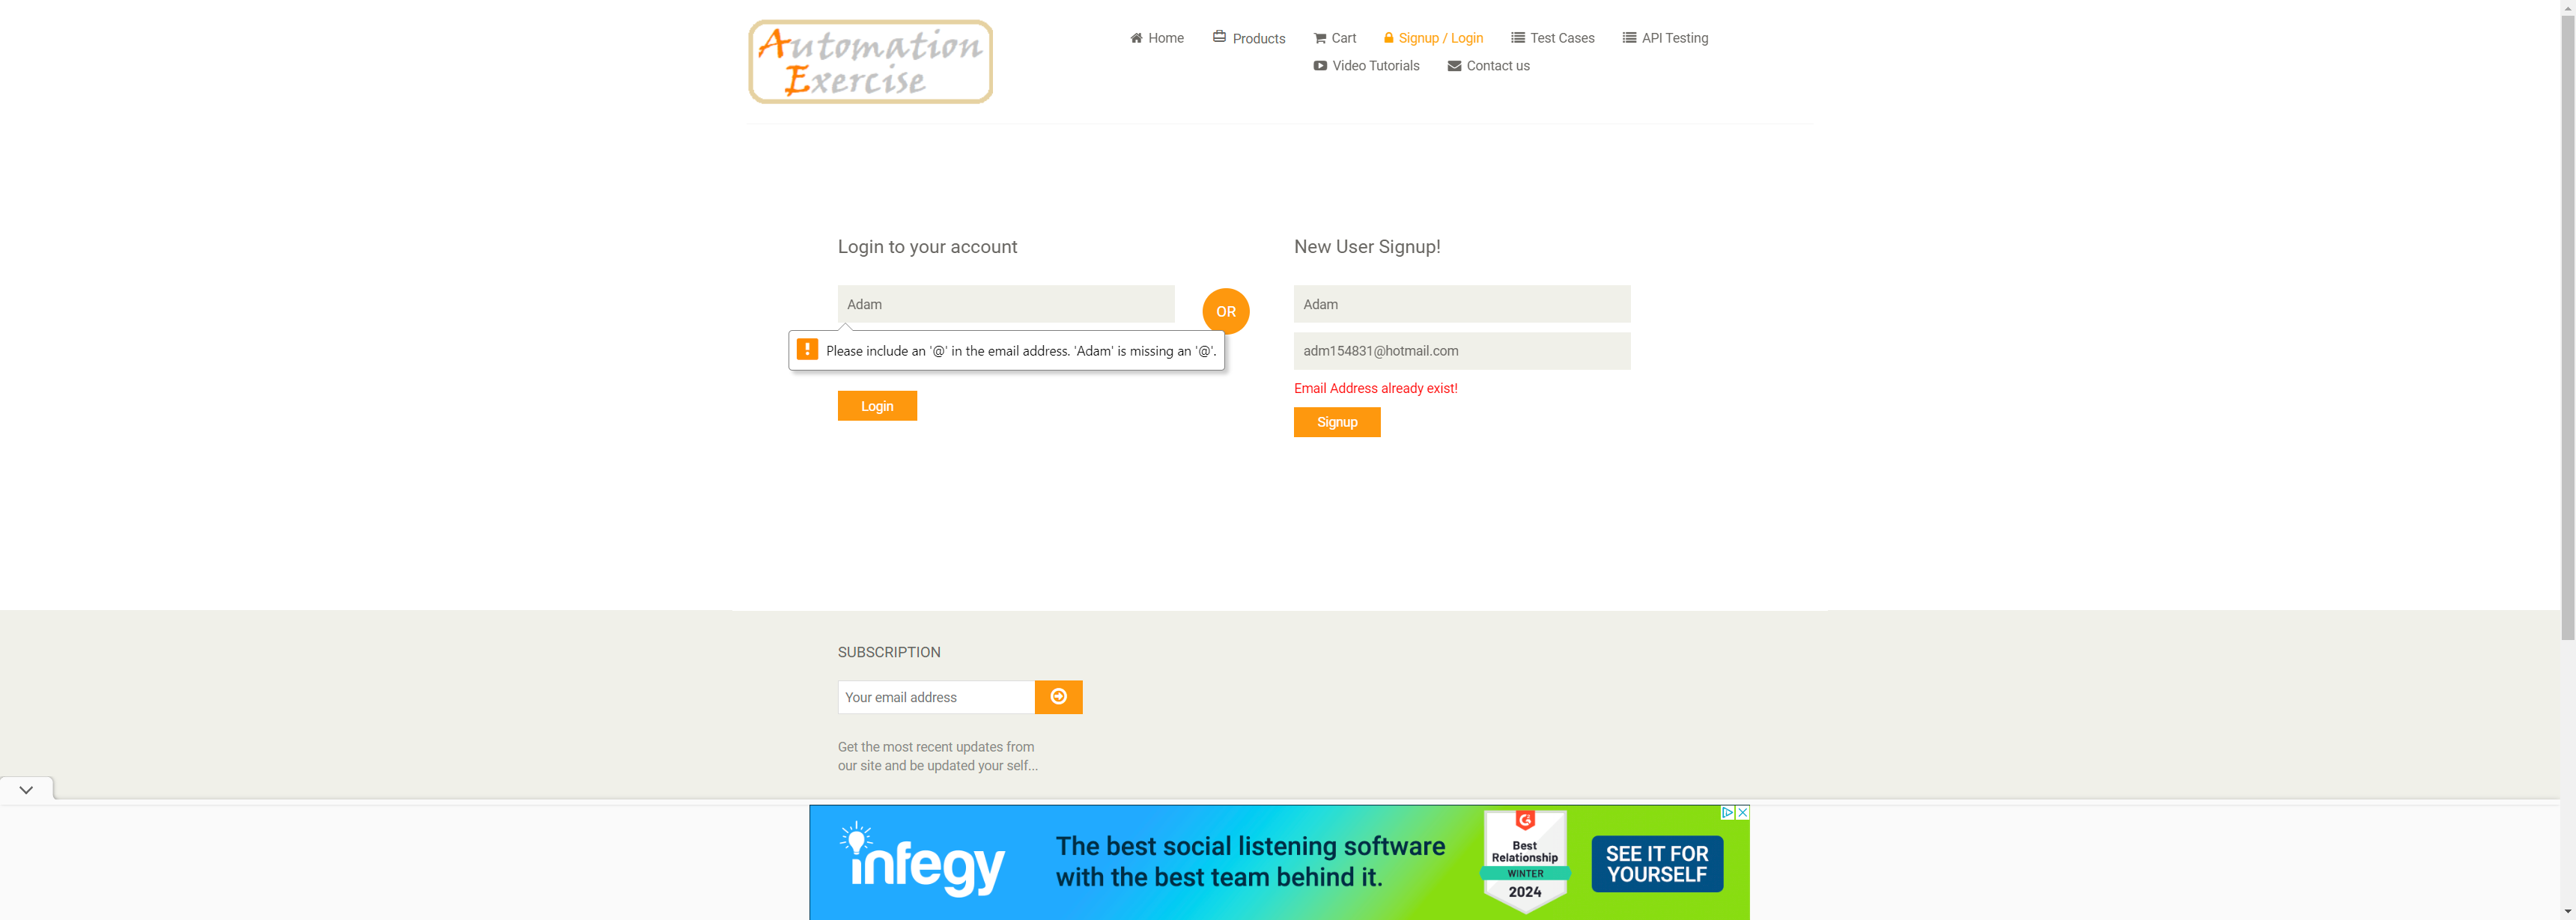 Automation
Exercise
Home
Products
Cart
Signup / Login
Test Cases
API Testing
Video Tutorials
Contact us
Login to your account
Adam
Please include an '@' in the email address. 'Adam' is missing an '@'.
Login
OR
New User Signup!
Adam
adm154831@hotmail.com
Email Address already exist!
Signup
SUBSCRIPTION
Your email address
Get the most recent updates from
our site and be updated your self...
infegy
The best social listening software
with the best team behind it.
G
Best
Relationship
WINTER
2024
SEE IT FOR
YOURSELF